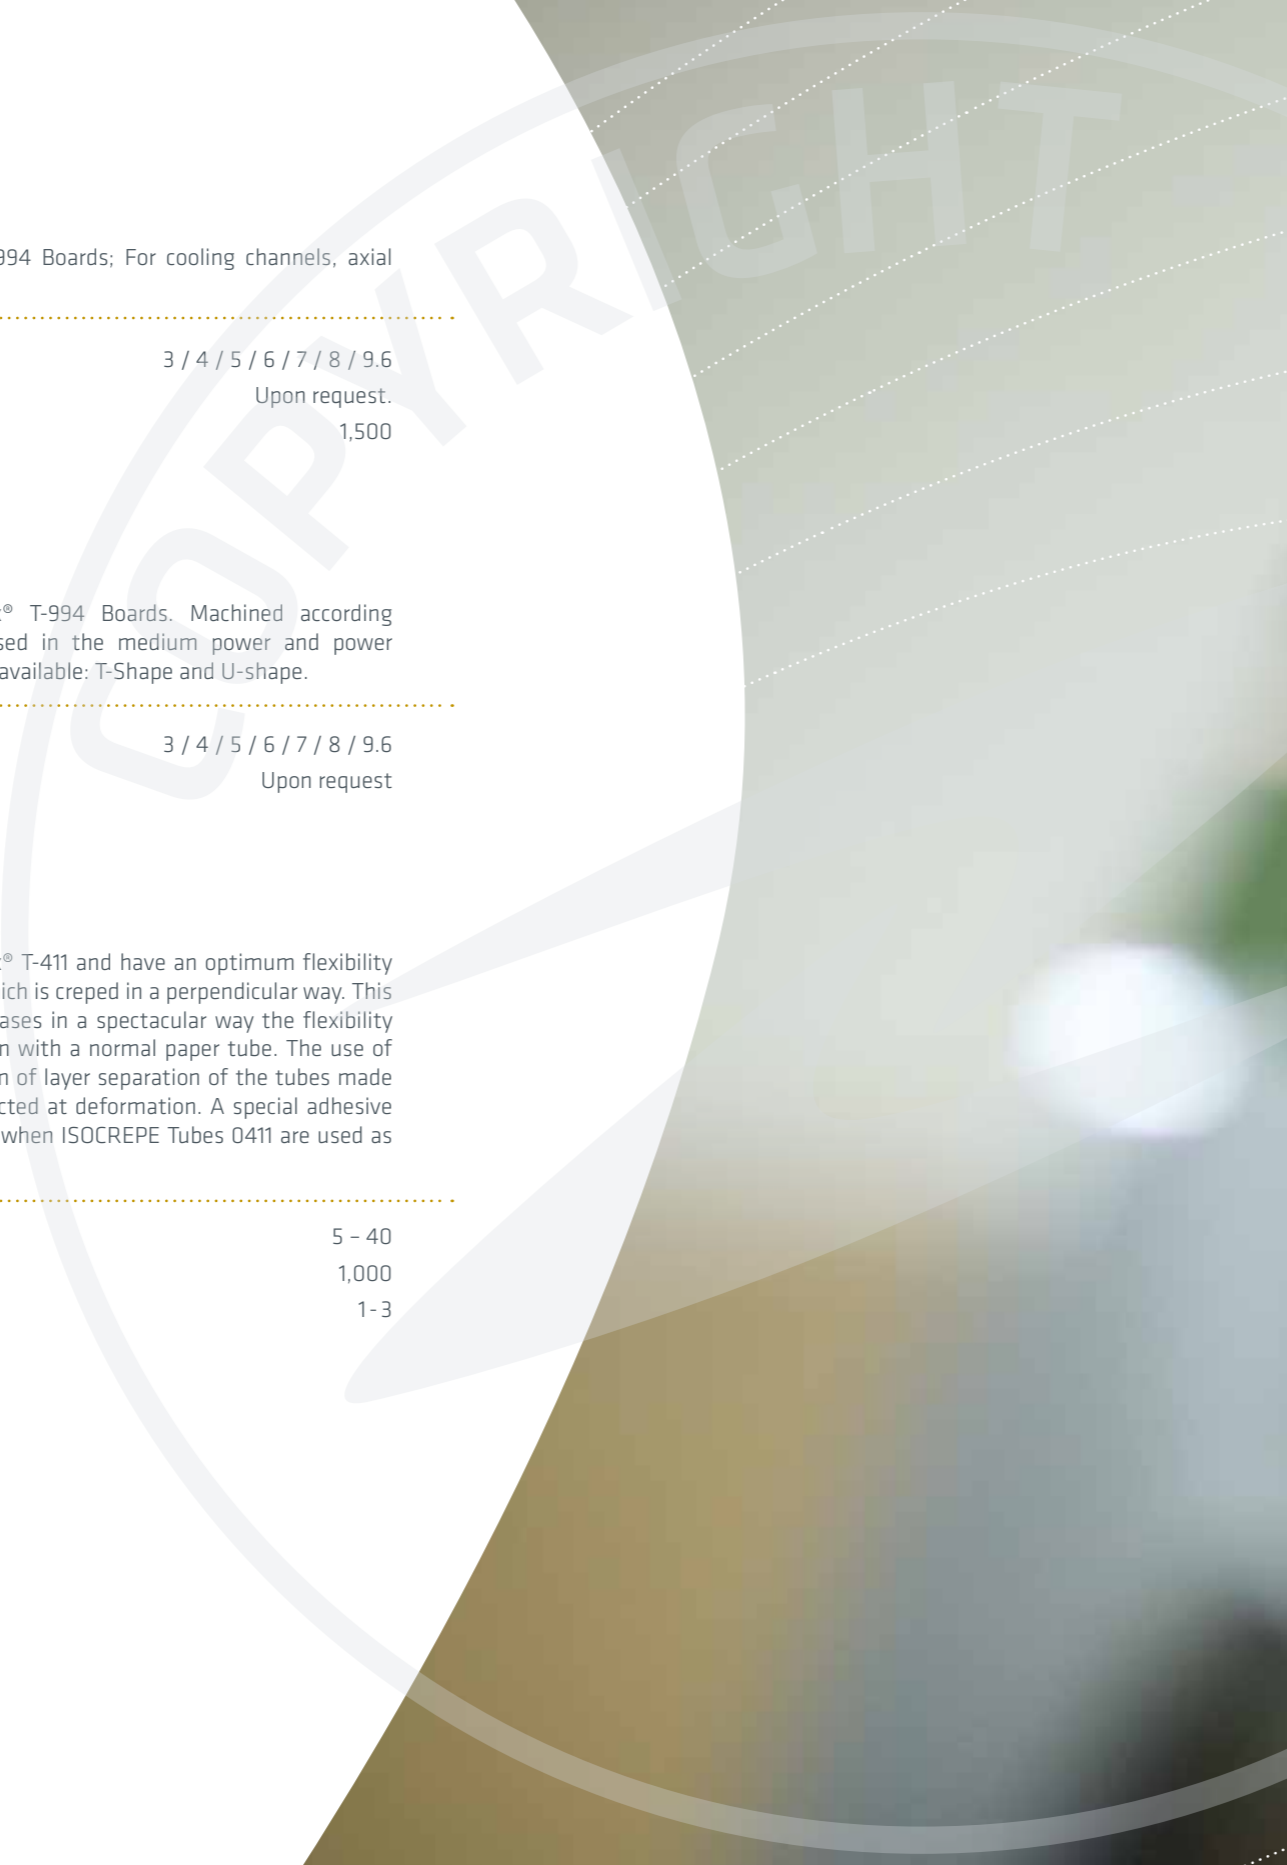 994 Boards; For cooling channels, axial
3 / 4 / 5 / 6 / 7 / 8 / 9.6
Upon request.
1,500
® T-994 Boards. Machined according
sed in the medium power and power
available: T-Shape and U-shape.
3 / 4 / 5 / 6 / 7 / 8 / 9.6
Upon request
® T-411 and have an optimum flexibility
ich is creped in a perpendicular way. This
ases in a spectacular way the flexibility
n with a normal paper tube. The use of
n of layer separation of the tubes made
cted at deformation. A special adhesive
when ISOCREPE Tubes 0411 are used as
5 – 40
1,000
1 - 3
COPYRIGHT